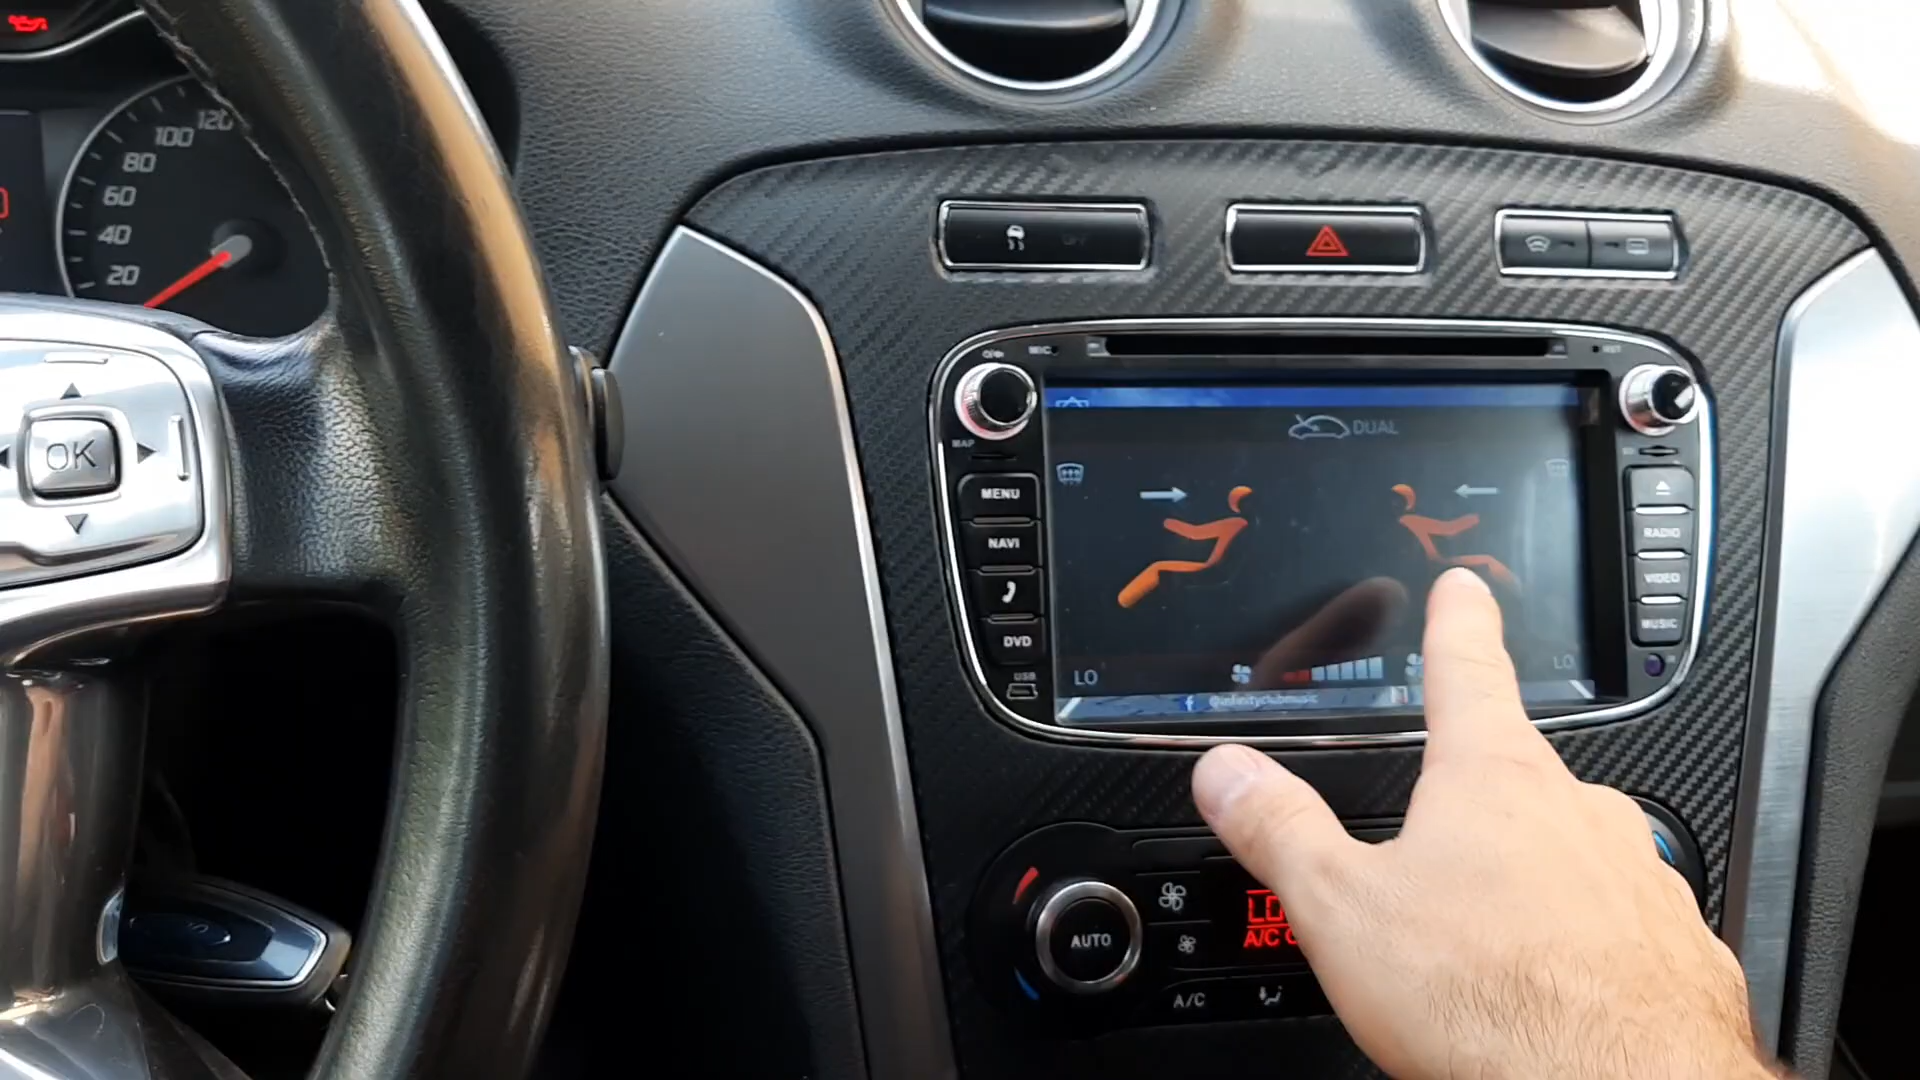 120
100
80
60
40
20
OK
OFF
MIC
RST
MAP
MENU
NAVI
DVD
USB
DUAL
LO
LO
@infinityclubmusic
RADIO
VIDEO
MUSIC
AUTO
LO
A/C
A/C